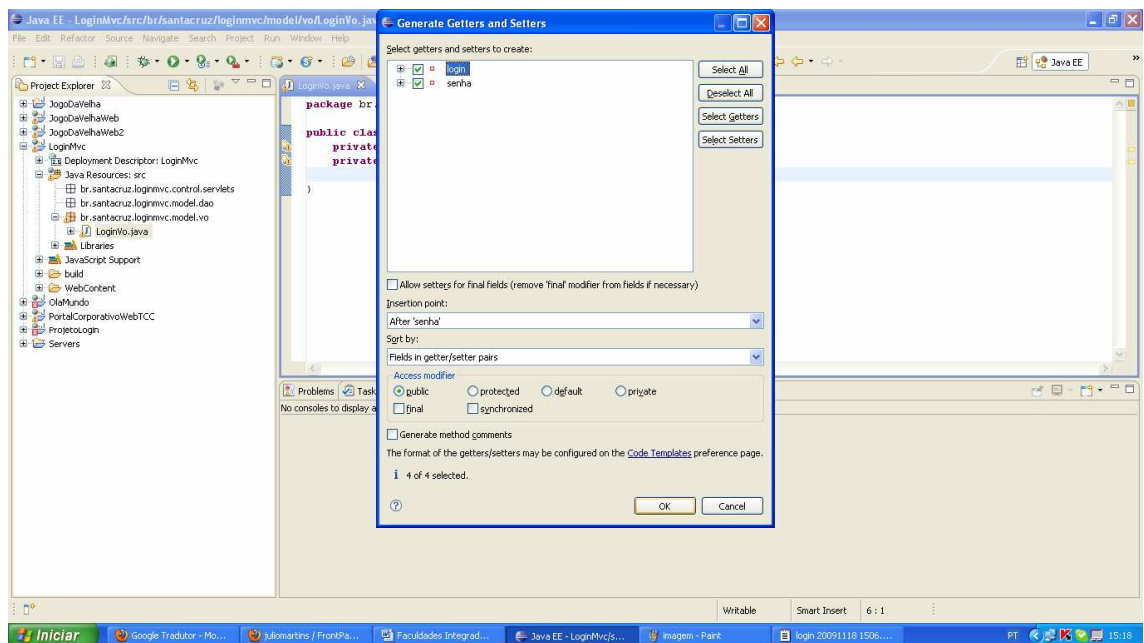 Java EE - LoginMvc/src/br/santacruz/loginmvc/model/vo/LoginVo.jav
File Edit Refactor Source Navigate Search Project Run Window Help
Java EE
Project Explorer
JogoDaVelha
JogoDaVelhaWeb
JogoDaVelhaWeb2
LoginMvc
Deployment Descriptor: LoginMvc
Java Resources: src
br.santacruz.loginmvc.control.servlets
br.santacruz.loginmvc.model.dao
br.santacruz.loginmvc.model.vo
LoginVo.java
Libraries
JavaScript Support
build
WebContent
OlaMundo
PortalCorporativoWebTCC
ProjetoLogin
Servers
LoginVo.java
package br.
public clas
private
private
}
Problems Task
No consoles to display a
Generate Getters and Setters
Select getters and setters to create:
login
senha
Select All
Deselect All
Select Getters
Select Setters
Allow setters for final fields (remove 'final' modifier from fields if necessary)
Insertion point:
After 'senha'
Sort by:
Fields in getter/setter pairs
Access modifier
public protected default private
final synchronized
Generate method comments
The format of the getters/setters may be configured on the Code Templates preference page.
4 of 4 selected.
OK Cancel
Writable Smart Insert 6 : 1
Iniciar Google Tradutor - Mo... juliomartins / FrontPa... Faculdades Integrad... Java EE - LoginMvc/s... imagem - Paint login 20091118 1506.... PT 15:18